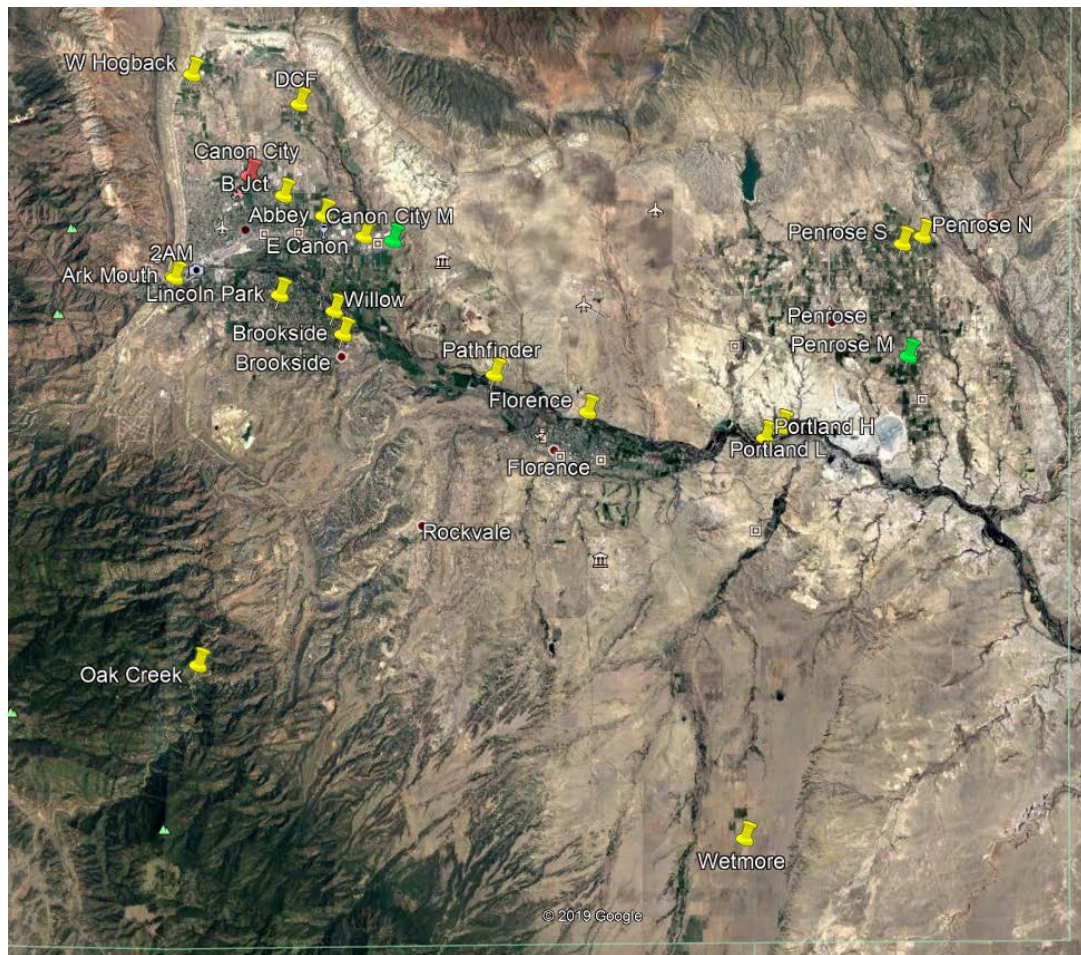 W Hogback
DCF
Canon City
B Jct
Abbey
Canon City M
E Canon
2AM
Ark Mouth
Lincoln Park
Willow
Brookside
Brookside
Penrose N
Penrose S
Penrose
Penrose M
Pathfinder
Florence
Portland H
Portland L
Florence
Rockvale
Oak Creek
Wetmore
© 2019 Google